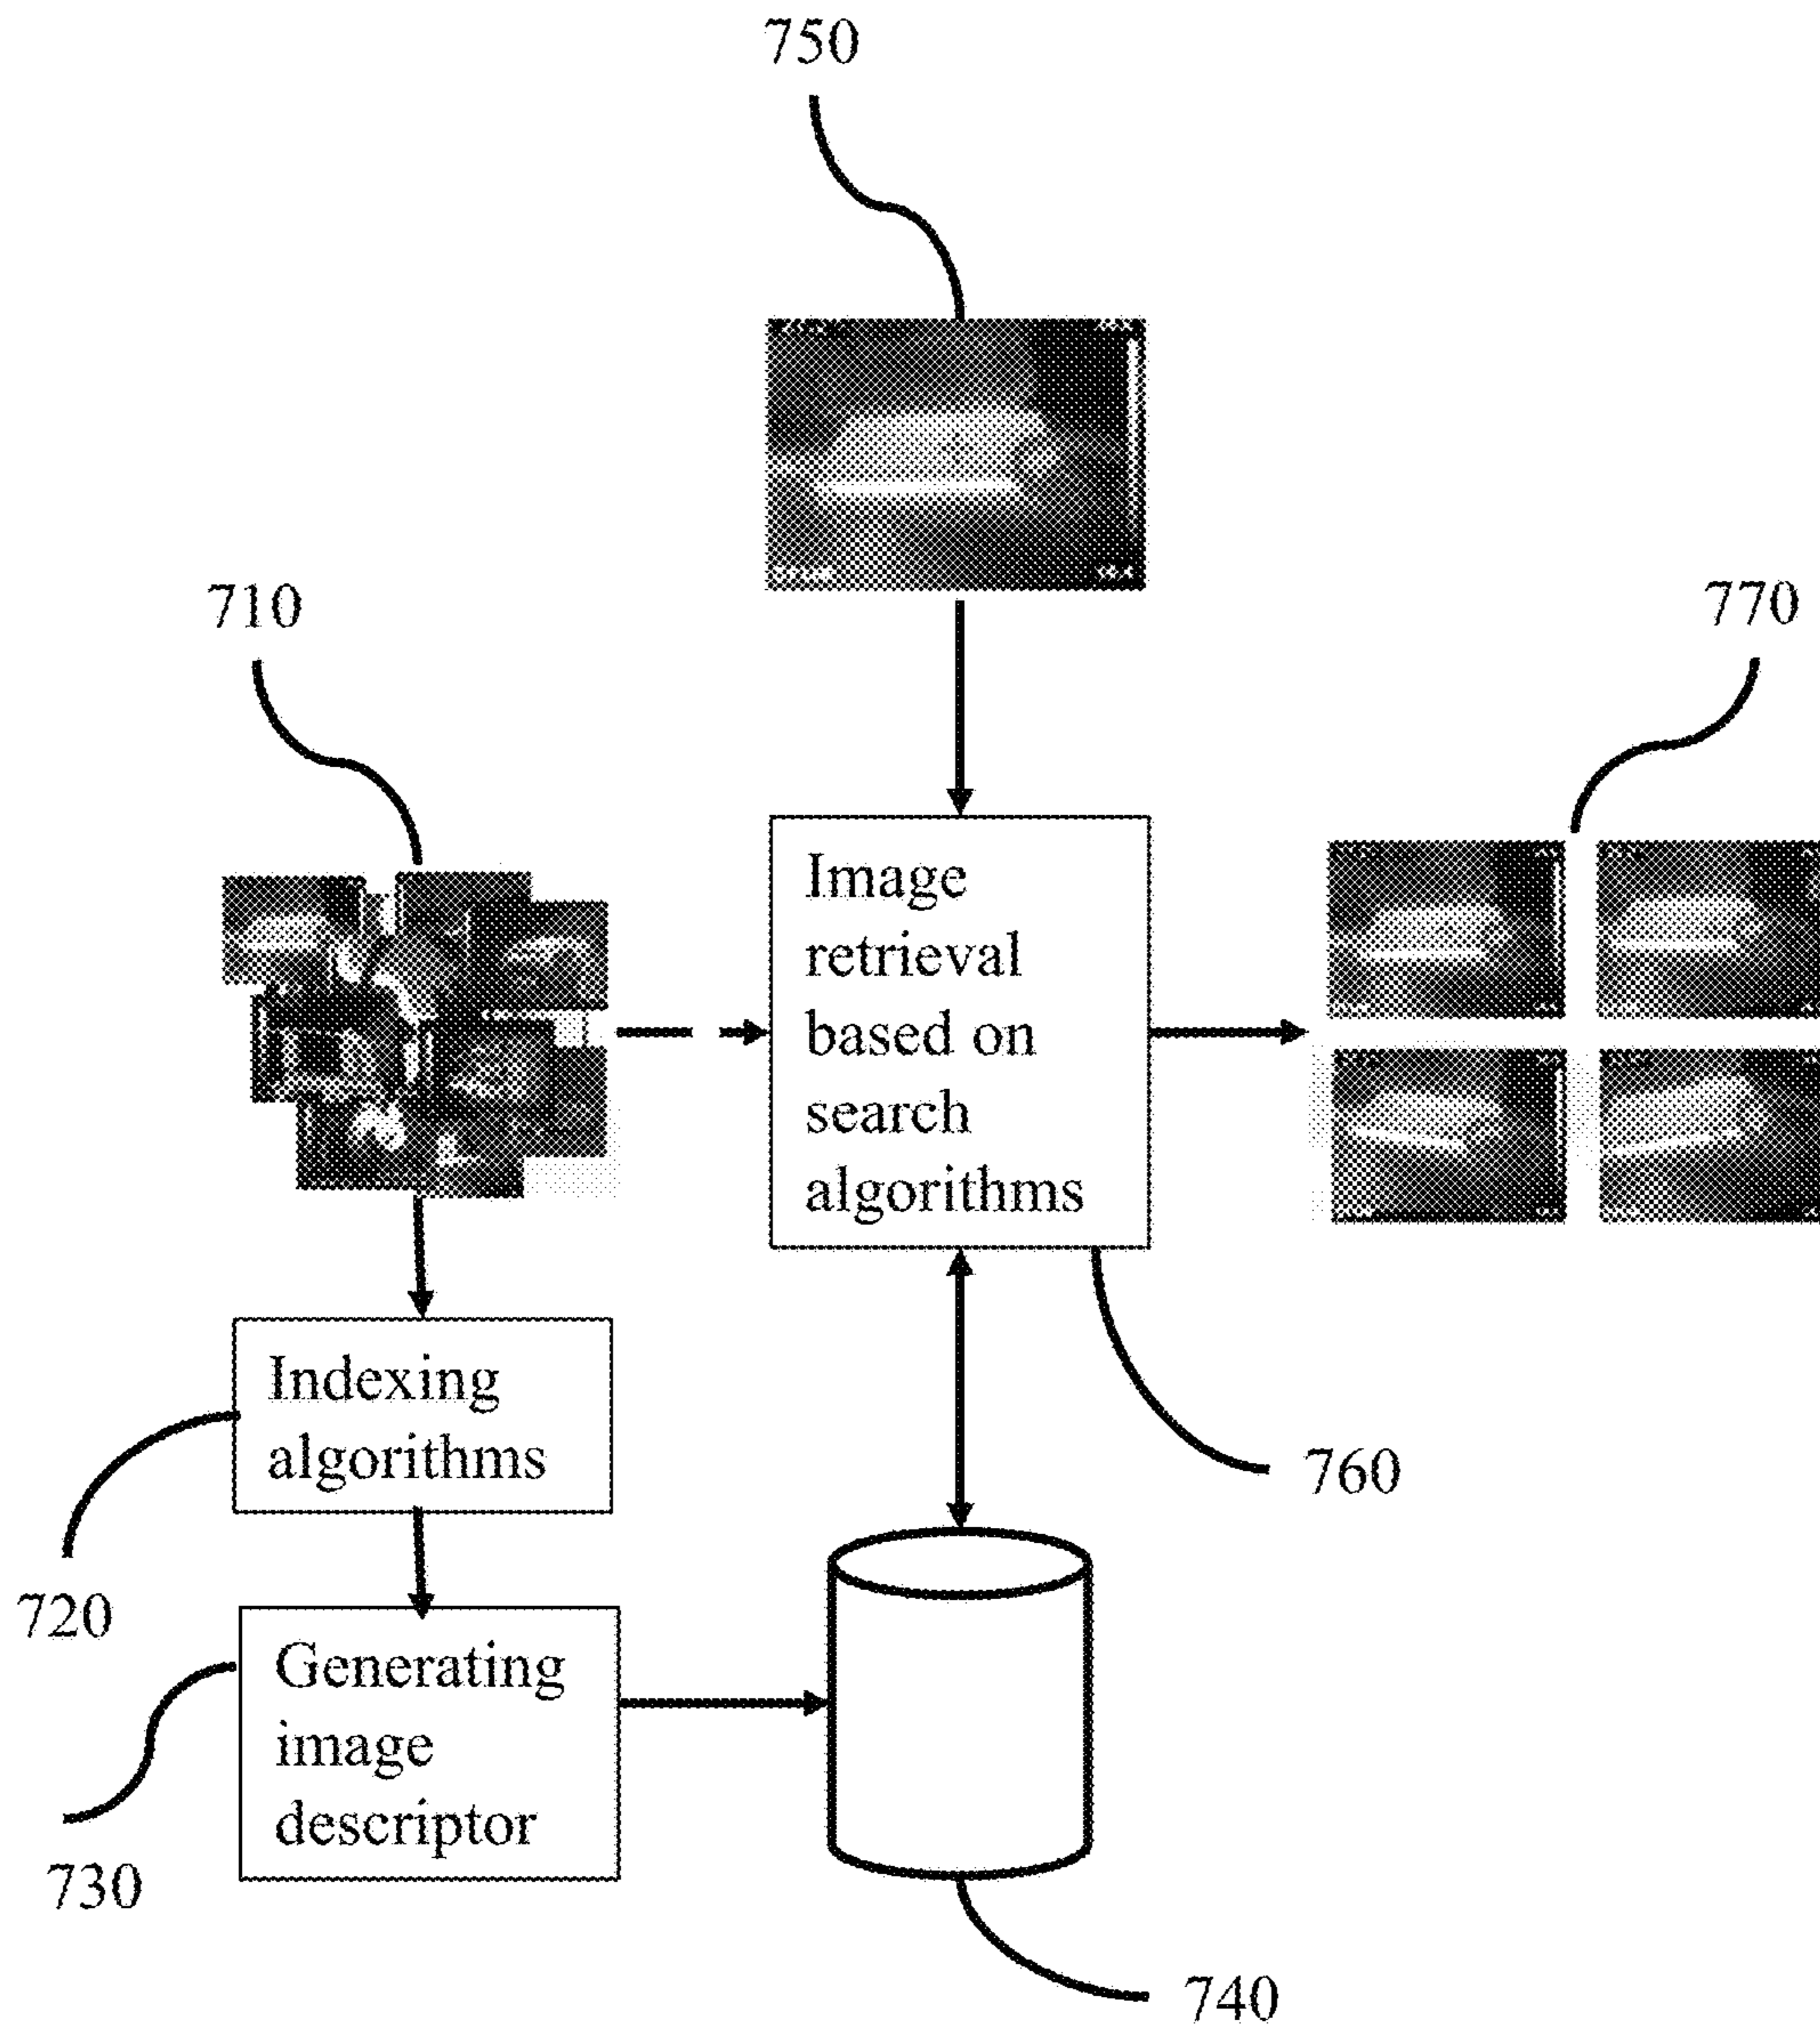 750
710
770
Image
retrieval
based on
search
algorithms
Indexing
algorithms
760
720
Generating
image
descriptor
730
740